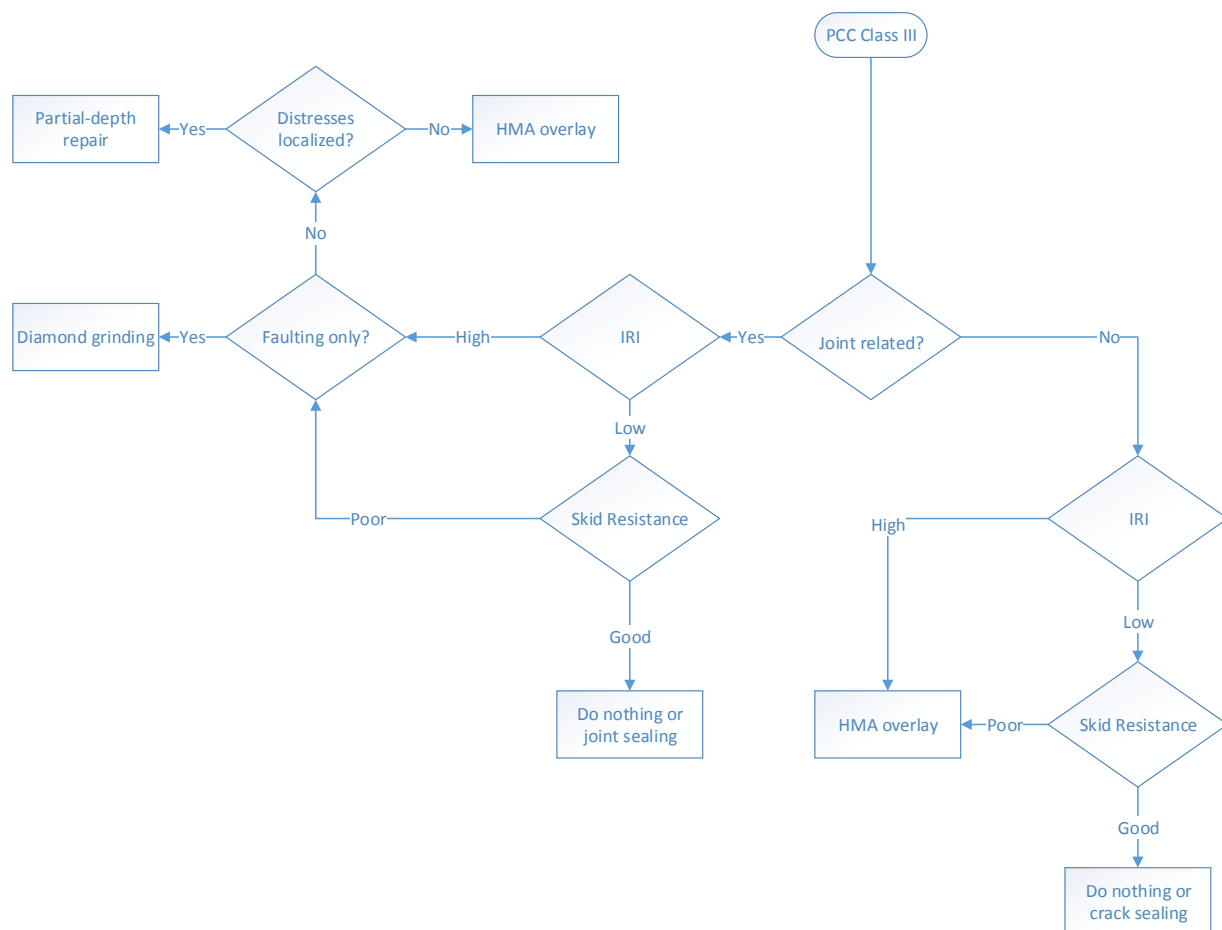 PCC Class III
Partial-depth
repair
Yes
Distresses
localized?
No
HMA overlay
No
Diamond grinding
Yes
Faulting only?
High
IRI
Yes
Joint related?
No
Low
Poor
Skid Resistance
High
IRI
Good
Low
Do nothing or
joint sealing
HMA overlay
Poor
Skid Resistance
Good
Do nothing or
crack sealing